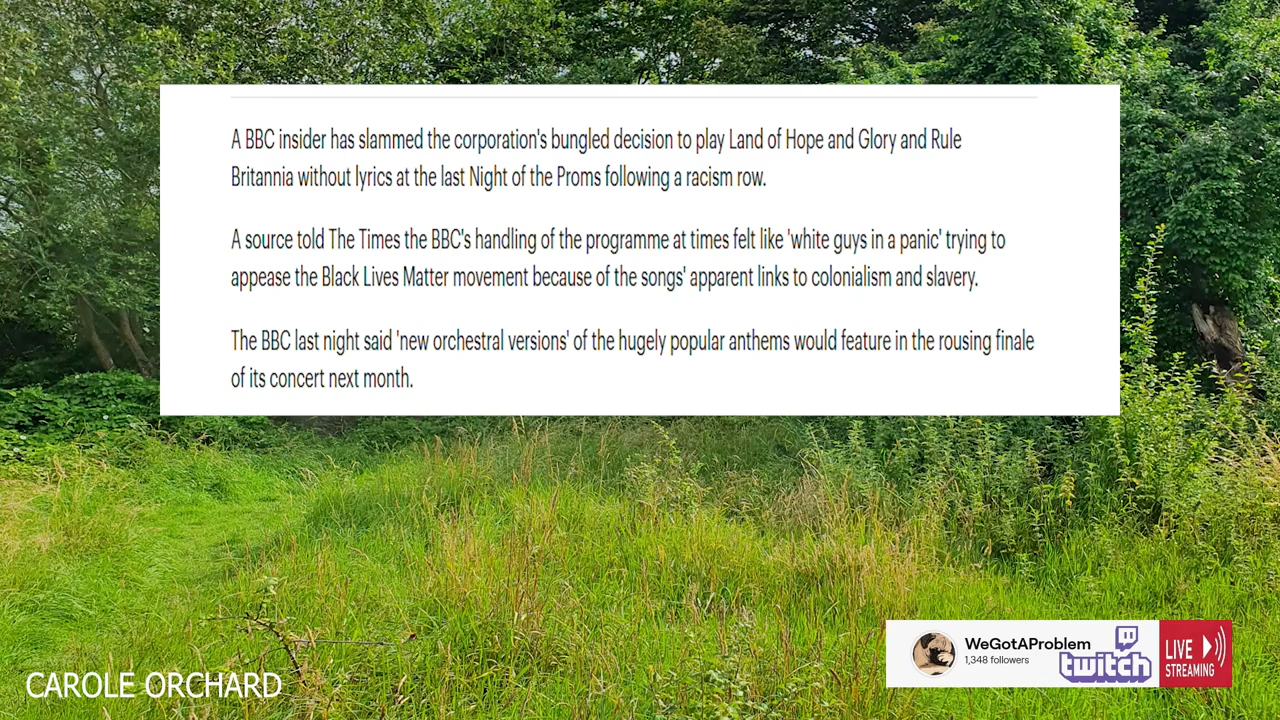 A BBC insider has slammed the corporation's bungled decision to play Land of Hope and Glory and Rule
Britannia without lyrics at the last Night of the Proms following a racism row.
A source told The Times the BBC's handling of the programme at times felt like 'white guys in a panic' trying to
appease the Black Lives Matter movement because of the songs' apparent links to colonialism and slavery.
The BBC last night said 'new orchestral versions' of the hugely popular anthems would feature in the rousing finale
of its concert next month.
WeGotAProblem
1,348 followers
twitch
LIVE
STREAMING
CAROLE ORCHARD